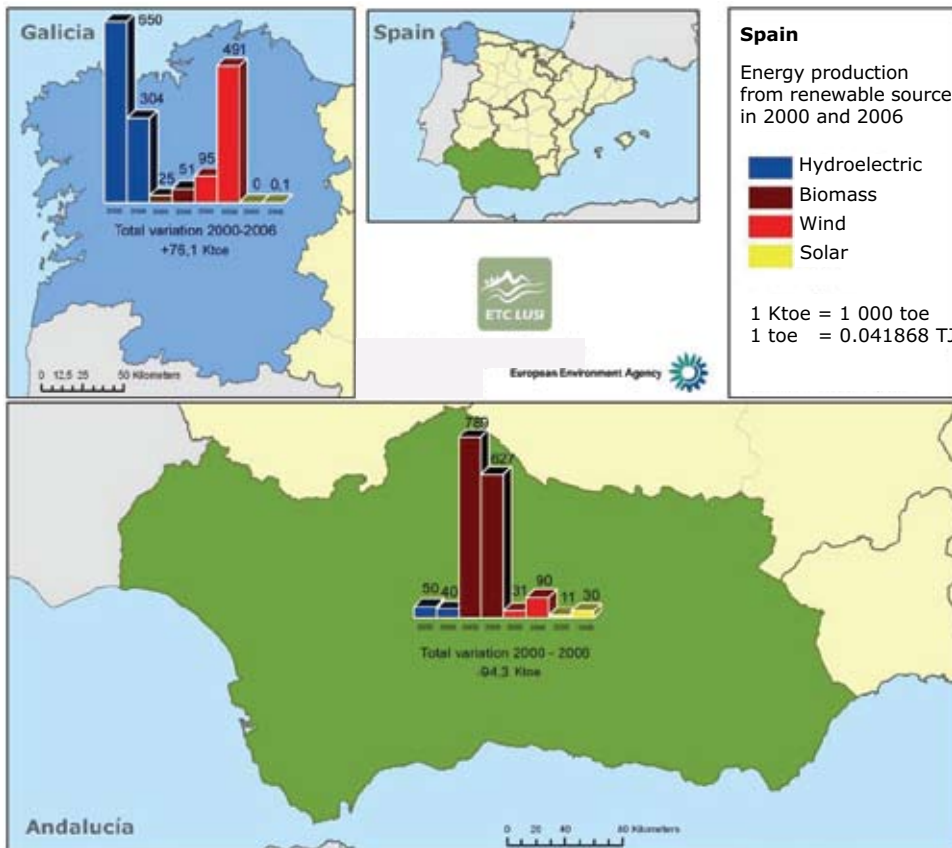 Galicia
650
304
25
51
95
491
0
0,1
Total variation 2000-2006
+76,1 Ktoe
0 12,5 25 50 Kilometers
Spain
ETC LUSI
European Environment Agency
Spain
Energy production
from renewable source
in 2000 and 2006
Hydroelectric
Biomass
Wind
Solar
1 Ktoe = 1 000 toe
1 toe = 0.041868 TJ
50
40
789
627
31
90
11
30
Total variation 2000 - 2006
-94,3 Ktoe
Andalucía
0 20 40 80 Kilometers